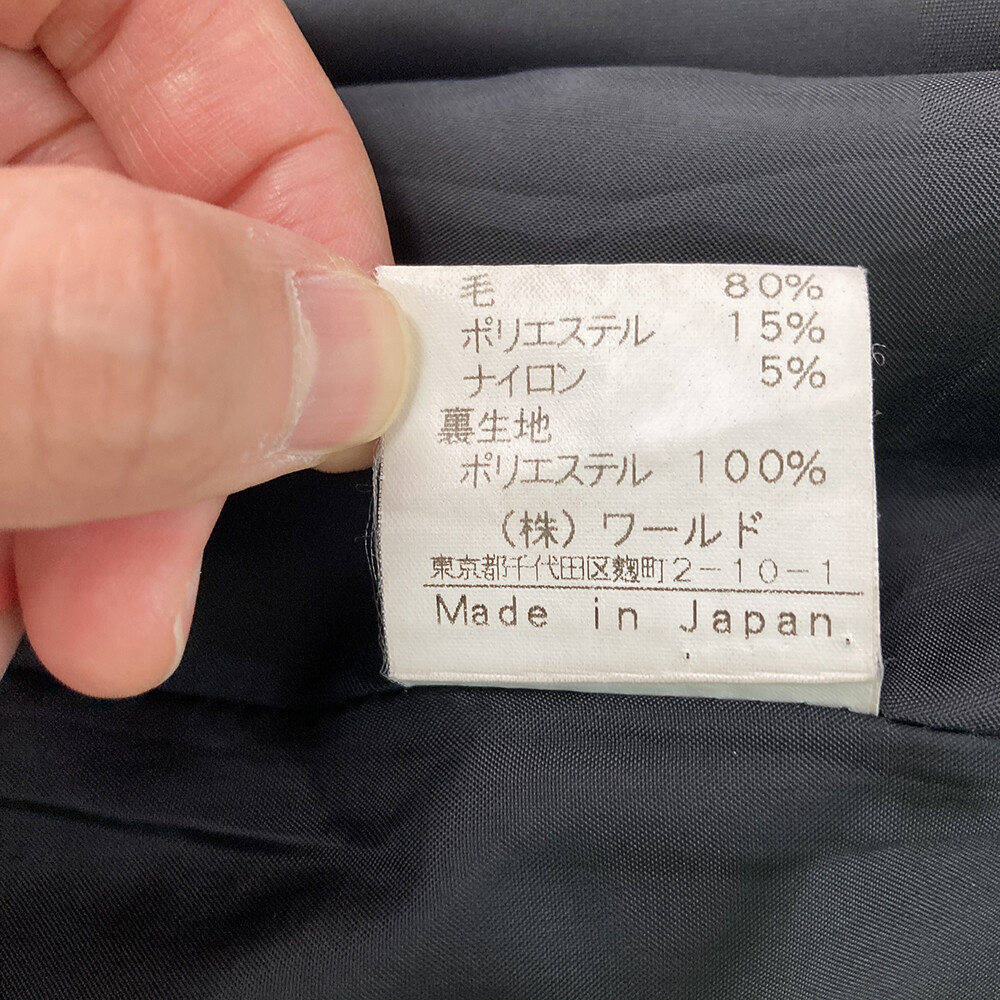 毛 80%
ポリエステル 15%
ナイロン 5%
裏生地
ポリエステル 100%
(株) ワールド
東京都千代田区麹町2-10-1
Made in Japan